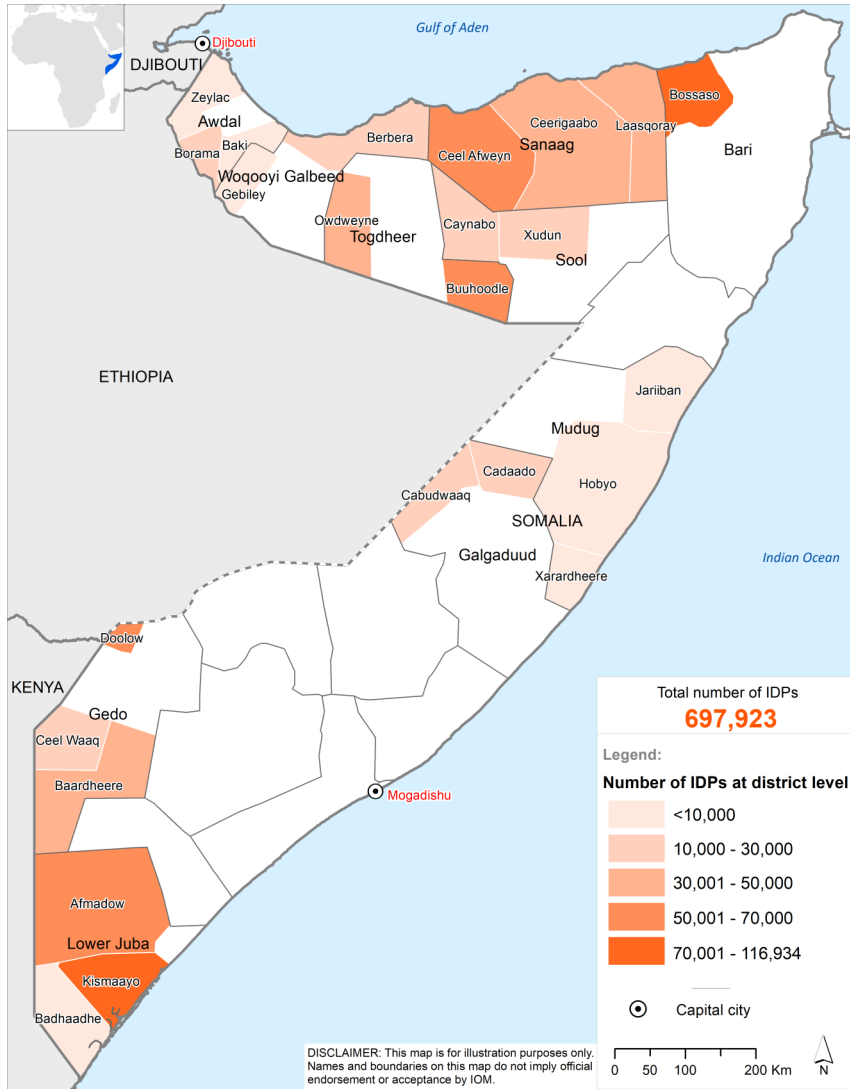 Gulf of Aden
Djibouti
DJIBOUTI
Zeylac
Awdal
Borama
Baki
Woqooyi Galbeed
Gebiley
Berbera
Ceel Afweyn
Ceerigaabo
Sanaag
Laasqoray
Bossaso
Bari
Owdweyne
Togdheer
Caynabo
Xudun
Sool
Buuhoodle
ETHIOPIA
Jariiban
Mudug
Cadaado
Cabudwaaq
Hobyo
SOMALIA
Galgaduud
Xarardheere
Indian Ocean
Doolow
KENYA
Gedo
Ceel Waaq
Baardheere
Mogadishu
Afmadow
Lower Juba
Kismaayo
Badhaadhe
Total number of IDPs
697,923
Legend:
Number of IDPs at district level
<10,000
10,000 - 30,000
30,001 - 50,000
50,001 - 70,000
70,001 - 116,934
Capital city
0 50 100 200 Km
N
DISCLAIMER: This map is for illustration purposes only.
Names and boundaries on this map do not imply official
endorsement or acceptance by IOM.